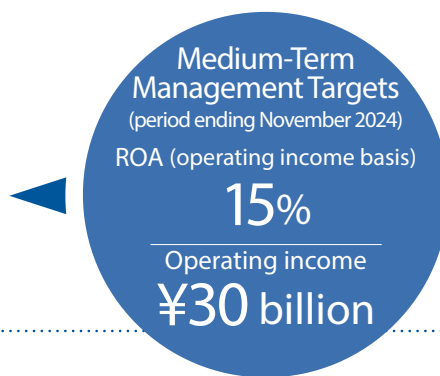 Medium-Term
Management Targets
(period ending November 2024)
ROA (operating income basis)
15%
Operating income
¥30 billion